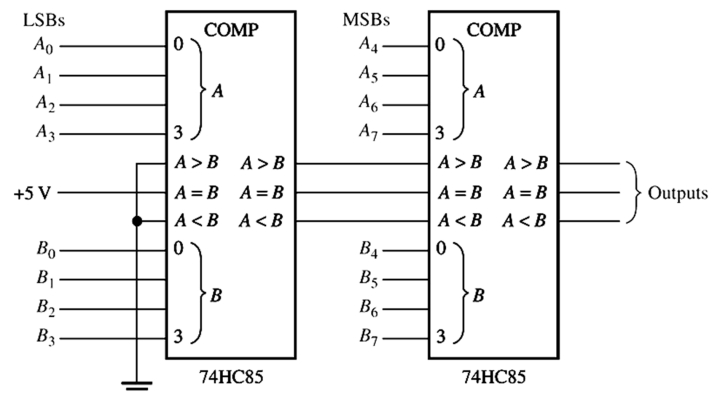 LSBs
A₀
A₁
A₂
A₃
+5 V
B₀
B₁
B₂
B₃
COMP
0
A
3
A > B A > B
A = B A = B
A < B A < B
0
B
3
74HC85
MSBs
A₄
A₅
A₆
A₇
B₄
B₅
B₆
B₇
COMP
0
A
3
A > B A > B
A = B A = B
A < B A < B
0
B
3
74HC85
Outputs